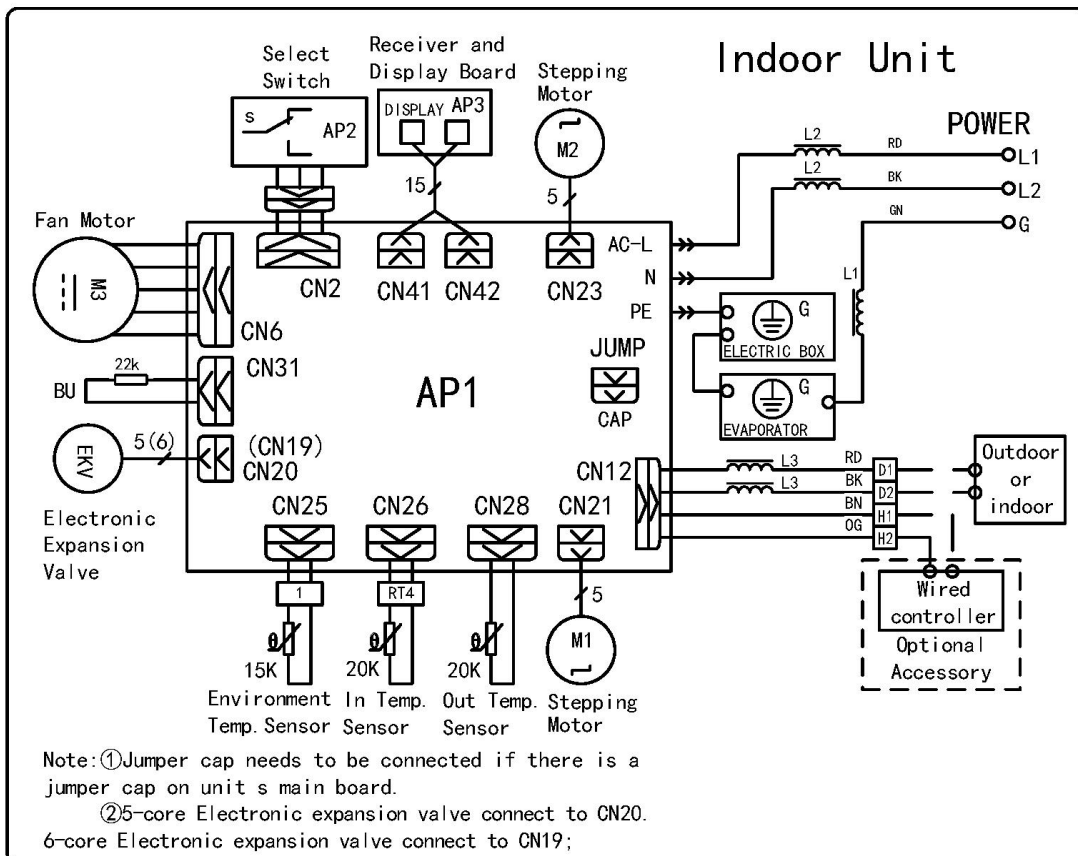 Indoor Unit
Select
Switch
s
AP2
Receiver and
Display Board
DISPLAY AP3
15
Stepping
Motor
M2
5
POWER
L2
RD
L1
L2
BK
L2
GN
G
Fan Motor
M3
CN6
CN2
CN41
CN42
CN23
AC-L
N
PE
L1
G
ELECTRIC BOX
G
EVAPORATOR
22k
BU
CN31
AP1
JUMP
CAP
EKV
5(6)
(CN19)
CN20
Electronic
Expansion
Valve
CN25
CN26
CN28
CN21
CN12
L3
RD
D1
L3
BK
D2
BN
H1
OG
H2
Outdoor
or
indoor
Wired
controller
Optional
Accessory
1
RT4
θ
θ
θ
15K
20K
20K
5
M1
Environment
Temp. Sensor
In Temp.
Sensor
Out Temp.
Sensor
Stepping
Motor
Note:①Jumper cap needs to be connected if there is a
jumper cap on unit s main board.
②5-core Electronic expansion valve connect to CN20.
6-core Electronic expansion valve connect to CN19;